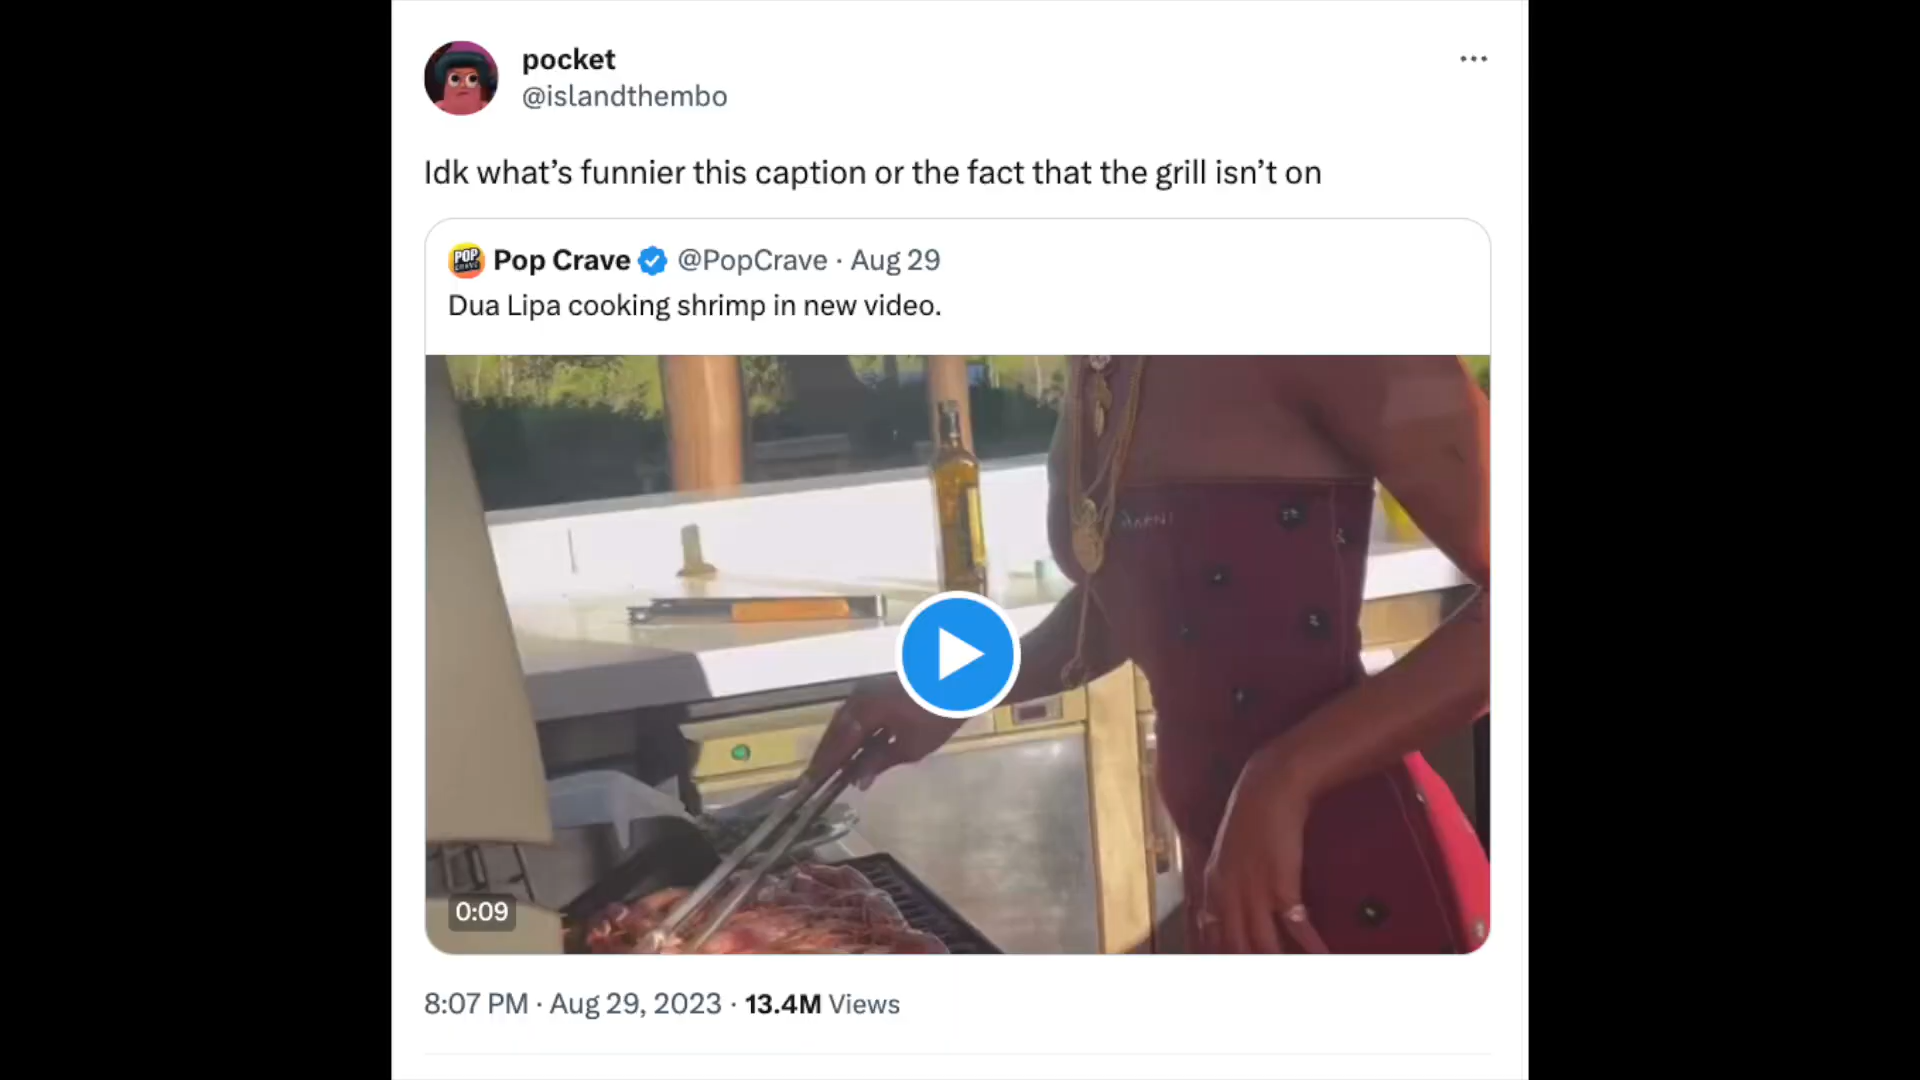 pocket
@islandthembo
Idk what’s funnier this caption or the fact that the grill isn’t on
POP
CRAVE
Pop Crave @PopCrave · Aug 29
Dua Lipa cooking shrimp in new video.
0:09
8:07 PM · Aug 29, 2023 · 13.4M Views